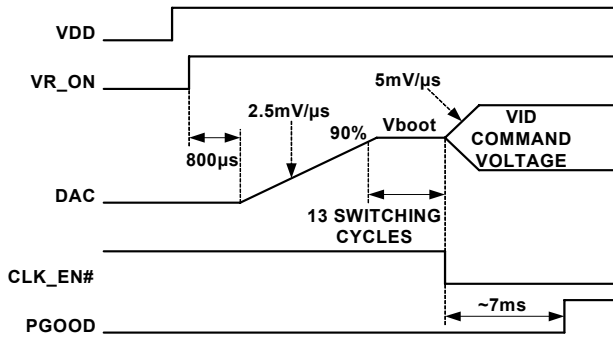 VDD
VR_ON
5mV/µs
2.5mV/µs
90%
Vboot
VID
COMMAND
VOLTAGE
800µs
DAC
13 SWITCHING
CYCLES
CLK_EN#
~7ms
PGOOD